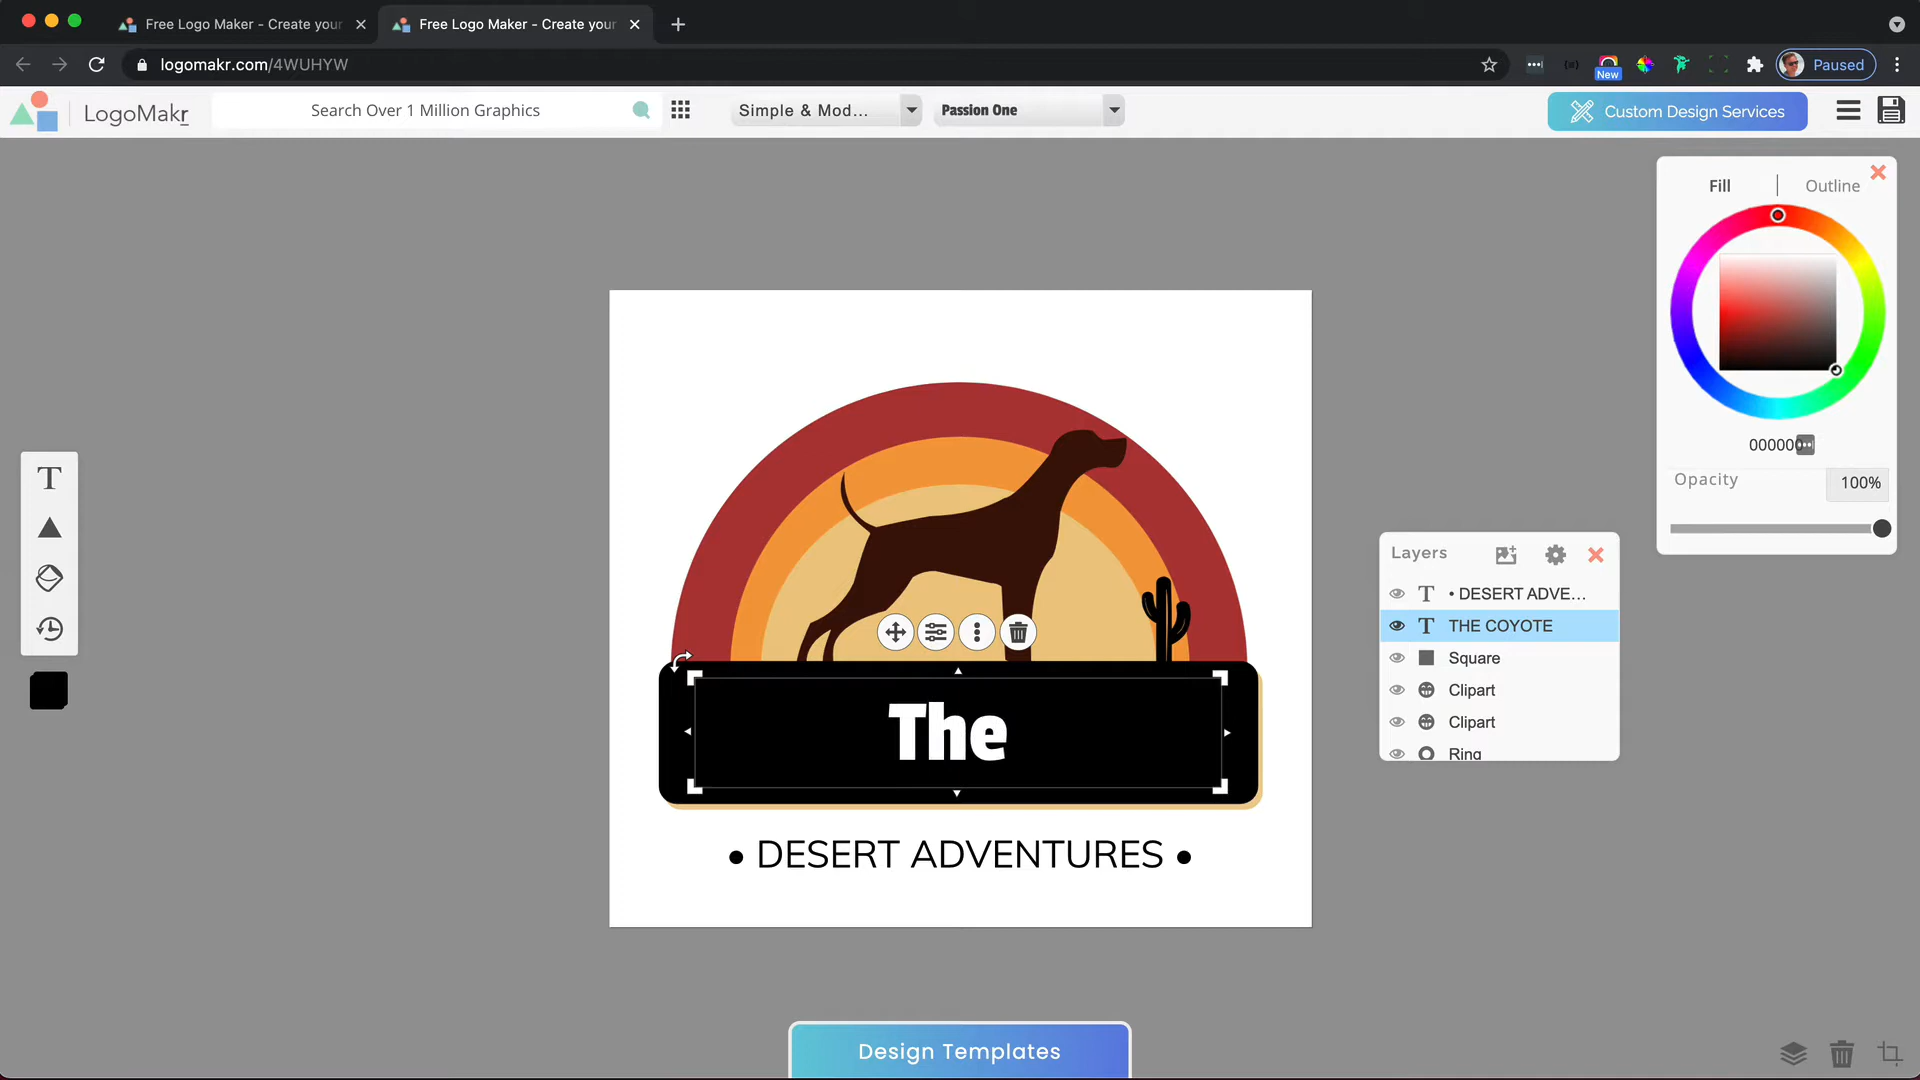 Free Logo Maker - Create your
Free Logo Maker - Create your
logomakr.com/4WUHYW
New
Paused
LogoMakr
Search Over 1 Million Graphics
Simple & Mod...
Passion One
Custom Design Services
Fill
Outline
000000
Opacity
100%
T
Layers
T • DESERT ADVE...
T THE COYOTE
Square
Clipart
Clipart
Ring
The
• DESERT ADVENTURES •
Design Templates